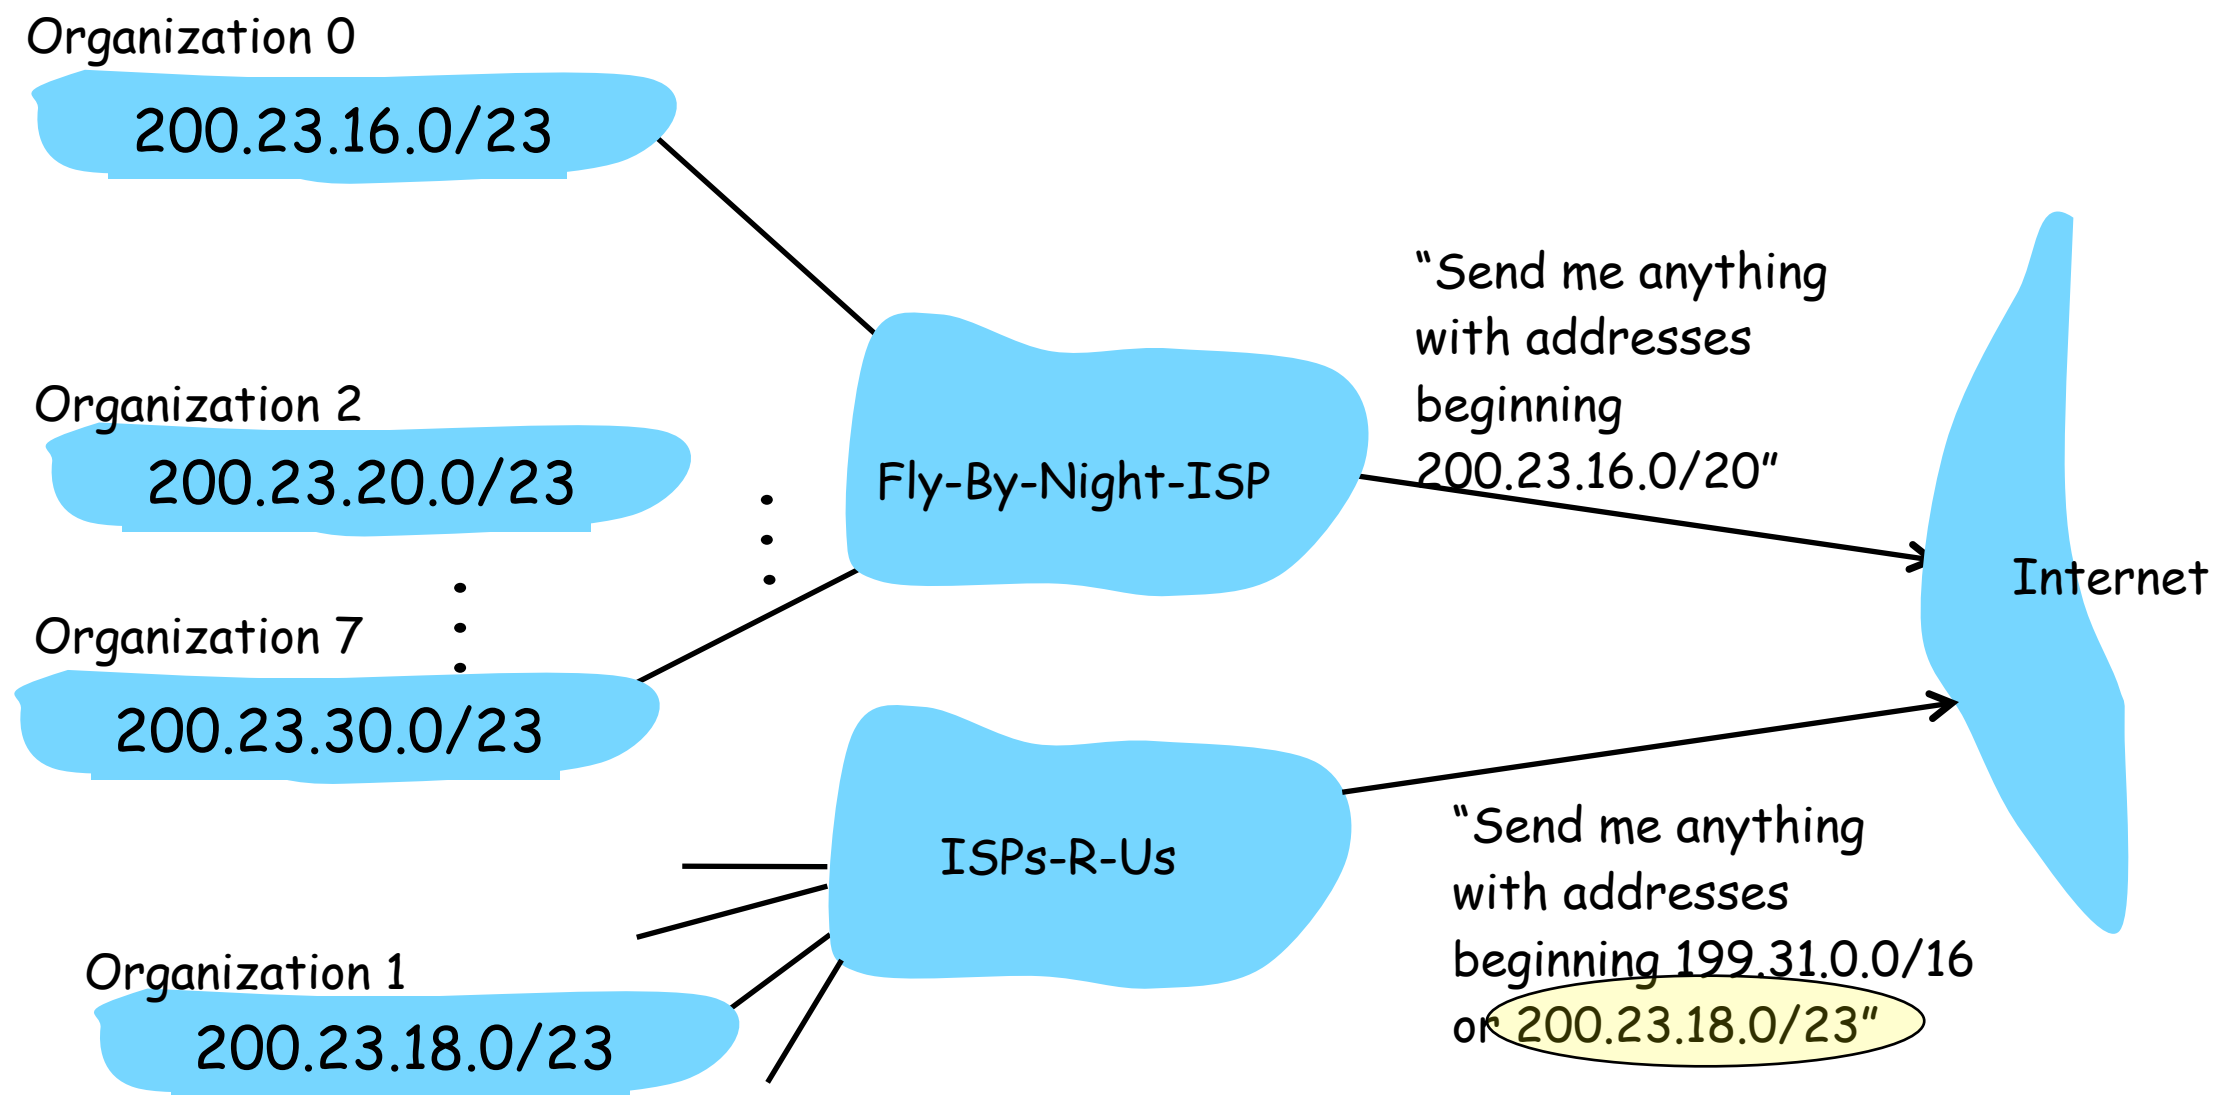 Organization 0
200.23.16.0/23
Organization 2
200.23.20.0/23
Organization 7
200.23.30.0/23
Fly-By-Night-ISP
“Send me anything
with addresses
beginning
200.23.16.0/20”
Internet
ISPs-R-Us
“Send me anything
with addresses
beginning 199.31.0.0/16
or 200.23.18.0/23”
Organization 1
200.23.18.0/23